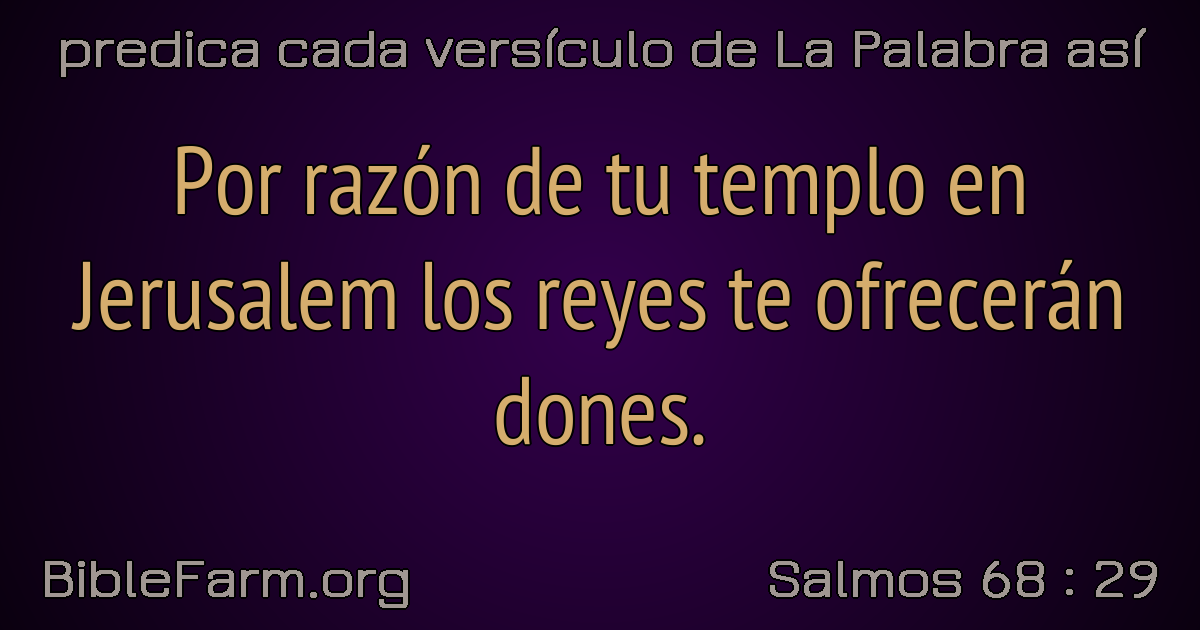 predica cada versículo de La Palabra así
Por razón de tu templo en
Jerusalem los reyes te ofrecerán
dones.
BibleFarm.org
Salmos 68 : 29